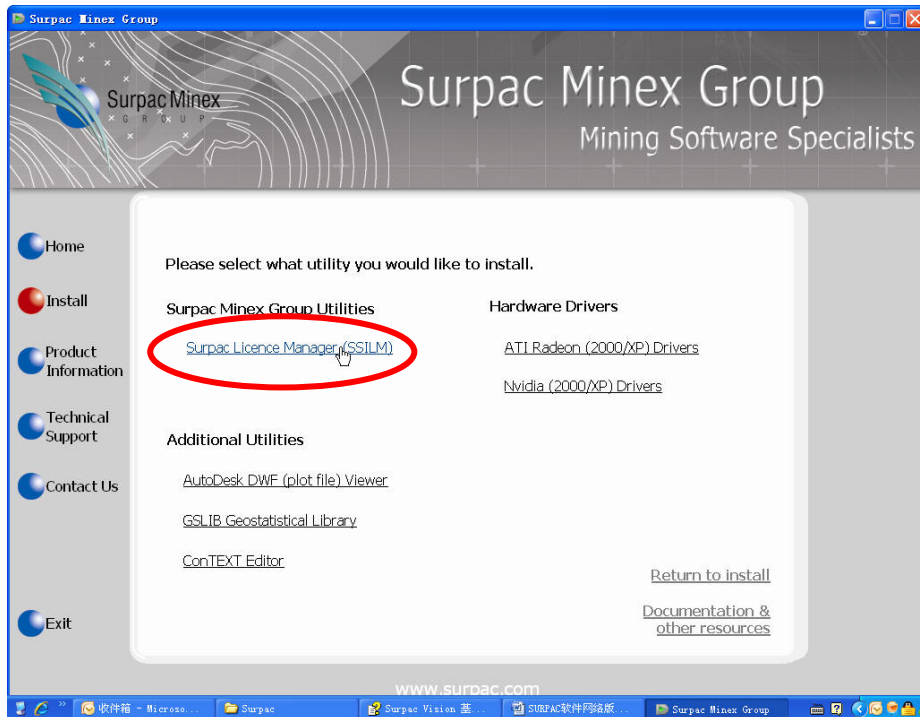 Surpac Minex Group
Surpac Minex
GROUP
Surpac Minex Group
Mining Software Specialists
Home
Install
Product
Information
Technical
Support
Contact Us
Exit
Please select what utility you would like to install.
Surpac Minex Group Utilities
Surpac Licence Manager (SSILM)
Hardware Drivers
ATI Radeon (2000/XP) Drivers
Nvidia (2000/XP) Drivers
Additional Utilities
AutoDesk DWF (plot file) Viewer
GSLIB Geostatistical Library
ConTEXT Editor
Return to install
Documentation &
other resources
www.surpac.com
收件箱 - Microso...
Surpac
Surpac Vision 基...
SURPAC软件网络版...
Surpac Minex Group